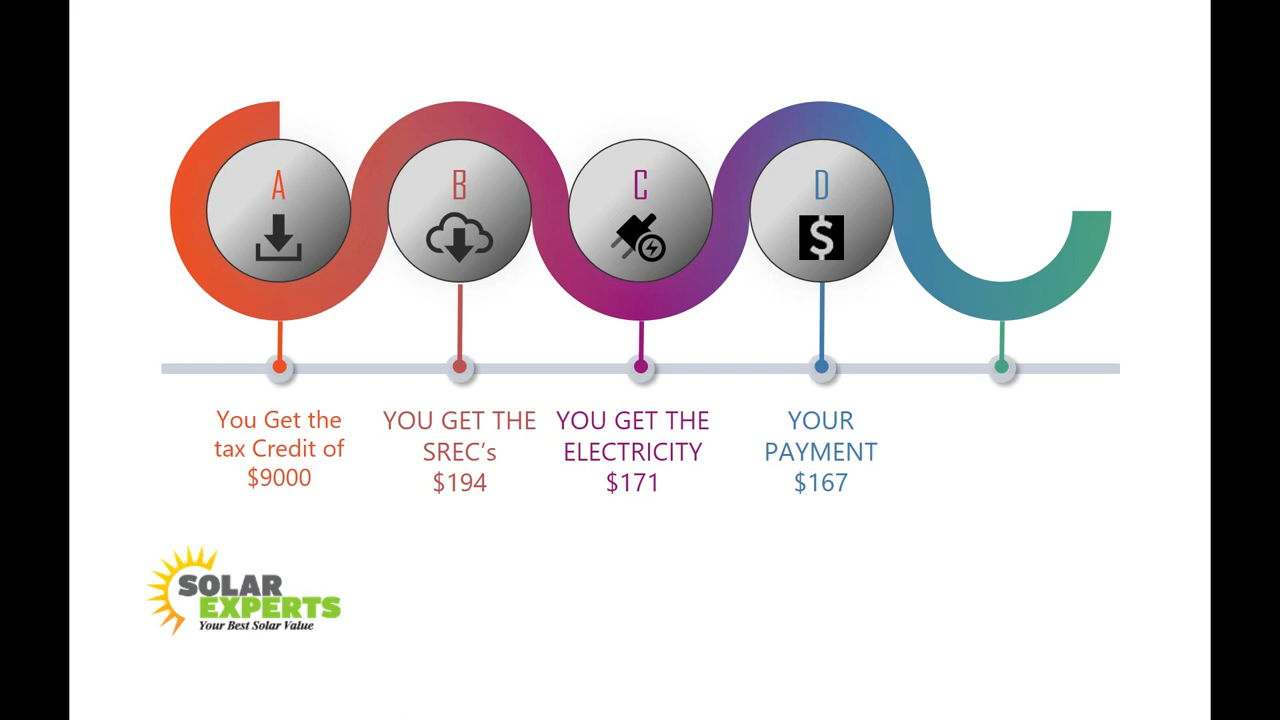 A
B
C
D
You Get the
tax Credit of
$9000
YOU GET THE
SREC’s
$194
YOU GET THE
ELECTRICITY
$171
YOUR
PAYMENT
$167
SOLAR
EXPERTS
Your Best Solar Value